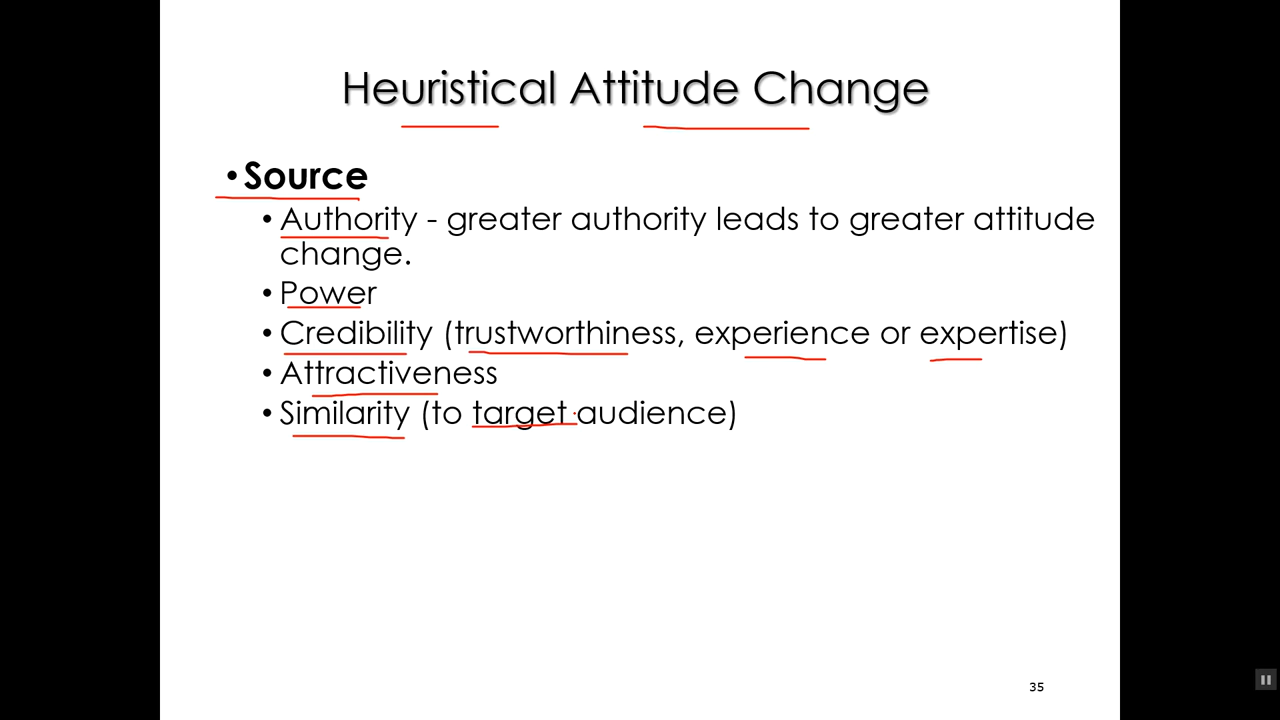 Heuristical Attitude Change
•Source
•Authority - greater authority leads to greater attitude
change.
•Power
•Credibility (trustworthiness, experience or expertise)
•Attractiveness
•Similarity (to target audience)
35